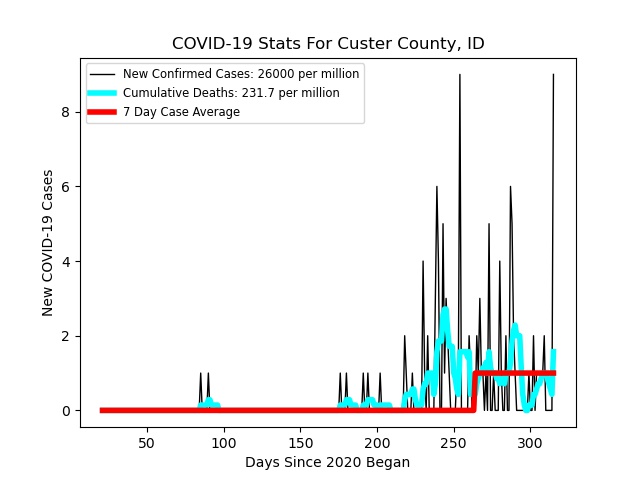 COVID-19 Stats For Custer County, ID
New Confirmed Cases: 26000 per million
Cumulative Deaths: 231.7 per million
7 Day Case Average
New COVID-19 Cases
8
6
4
2
0
50 100 150 200 250 300
Days Since 2020 Began